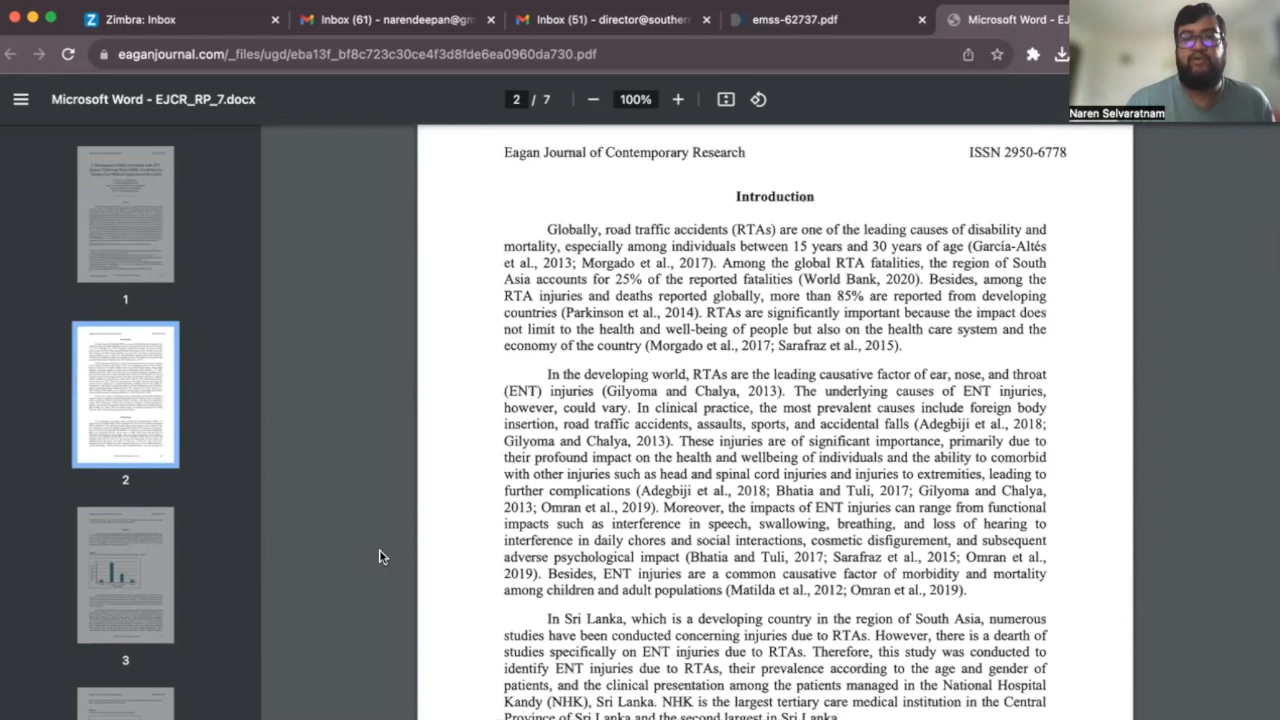 Zimbra: Inbox
Inbox (61) - narendeepan@gm
Inbox (51) - director@southern
emss-62737.pdf
Microsoft Word - EJ
eaganjournal.com/_files/ugd/eba13f_bf8c723c30ce4f3d8fde6ea0960da730.pdf
Microsoft Word - EJCR_RP_7.docx
2 / 7
100%
Naren Selvaratnam
1
2
3
Eagan Journal of Contemporary Research ISSN 2950-6778
Introduction
Globally, road traffic accidents (RTAs) are one of the leading causes of disability and
mortality, especially among individuals between 15 years and 30 years of age (García-Altés
et al., 2013; Morgado et al., 2017). Among the global RTA fatalities, the region of South
Asia accounts for 25% of the reported fatalities (World Bank, 2020). Besides, among the
RTA injuries and deaths reported globally, more than 85% are reported from developing
countries (Parkinson et al., 2014). RTAs are significantly important because the impact does
not limit to the health and well-being of people but also on the health care system and the
economy of the country (Morgado et al., 2017; Sarafraz et al., 2015).
In the developing world, RTAs are the leading causative factor of ear, nose, and throat
(ENT) injuries (Gilyoma and Chalya, 2013). The underlying causes of ENT injuries,
however, could vary. In clinical practice, the most prevalent causes include foreign body
insertion, road traffic accidents, assaults, sports, and accidental falls (Adegbiji et al., 2018;
Gilyoma and Chalya, 2013). These injuries are of significant importance, primarily due to
their profound impact on the health and wellbeing of individuals and the ability to comorbid
with other injuries such as head and spinal cord injuries and injuries to extremities, leading to
further complications (Adegbiji et al., 2018; Bhatia and Tuli, 2017; Gilyoma and Chalya,
2013; Omran et al., 2019). Moreover, the impacts of ENT injuries can range from functional
impacts such as interference in speech, swallowing, breathing, and loss of hearing to
interference in daily chores and social interactions, cosmetic disfigurement, and subsequent
adverse psychological impact (Bhatia and Tuli, 2017; Sarafraz et al., 2015; Omran et al.,
2019). Besides, ENT injuries are a common causative factor of morbidity and mortality
among children and adult populations (Matilda et al., 2012; Omran et al., 2019).
In Sri Lanka, which is a developing country in the region of South Asia, numerous
studies have been conducted concerning injuries due to RTAs. However, there is a dearth of
studies specifically on ENT injuries due to RTAs. Therefore, this study was conducted to
identify ENT injuries due to RTAs, their prevalence according to the age and gender of
patients, and the clinical presentation among the patients managed in the National Hospital
Kandy (NHK), Sri Lanka. NHK is the largest tertiary care medical institution in the Central
Province of Sri Lanka and the second largest in Sri Lanka.